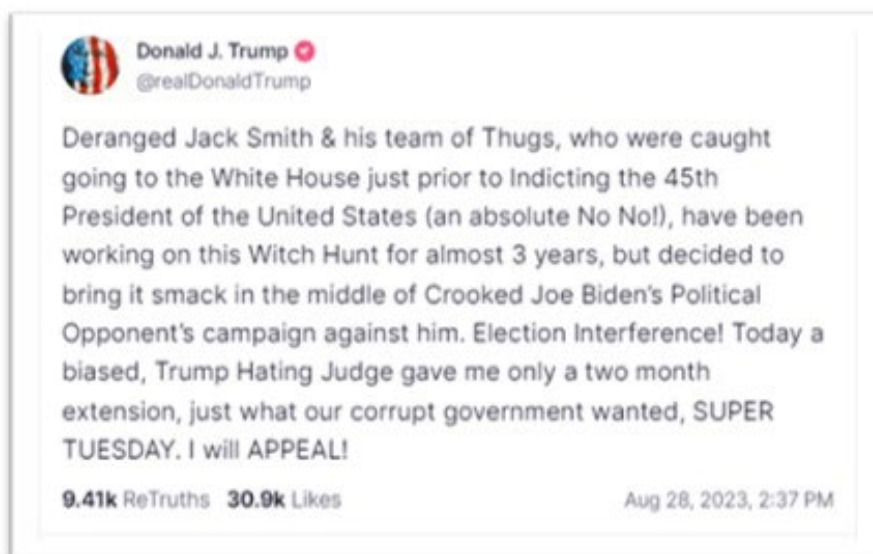 Donald J. Trump
@realDonaldTrump
Deranged Jack Smith & his team of Thugs, who were caught
going to the White House just prior to Indicting the 45th
President of the United States (an absolute No No!), have been
working on this Witch Hunt for almost 3 years, but decided to
bring it smack in the middle of Crooked Joe Biden's Political
Opponent's campaign against him. Election Interference! Today a
biased, Trump Hating Judge gave me only a two month
extension, just what our corrupt government wanted, SUPER
TUESDAY. I will APPEAL!
9.41k ReTruths 30.9k Likes Aug 28, 2023, 2:37 PM